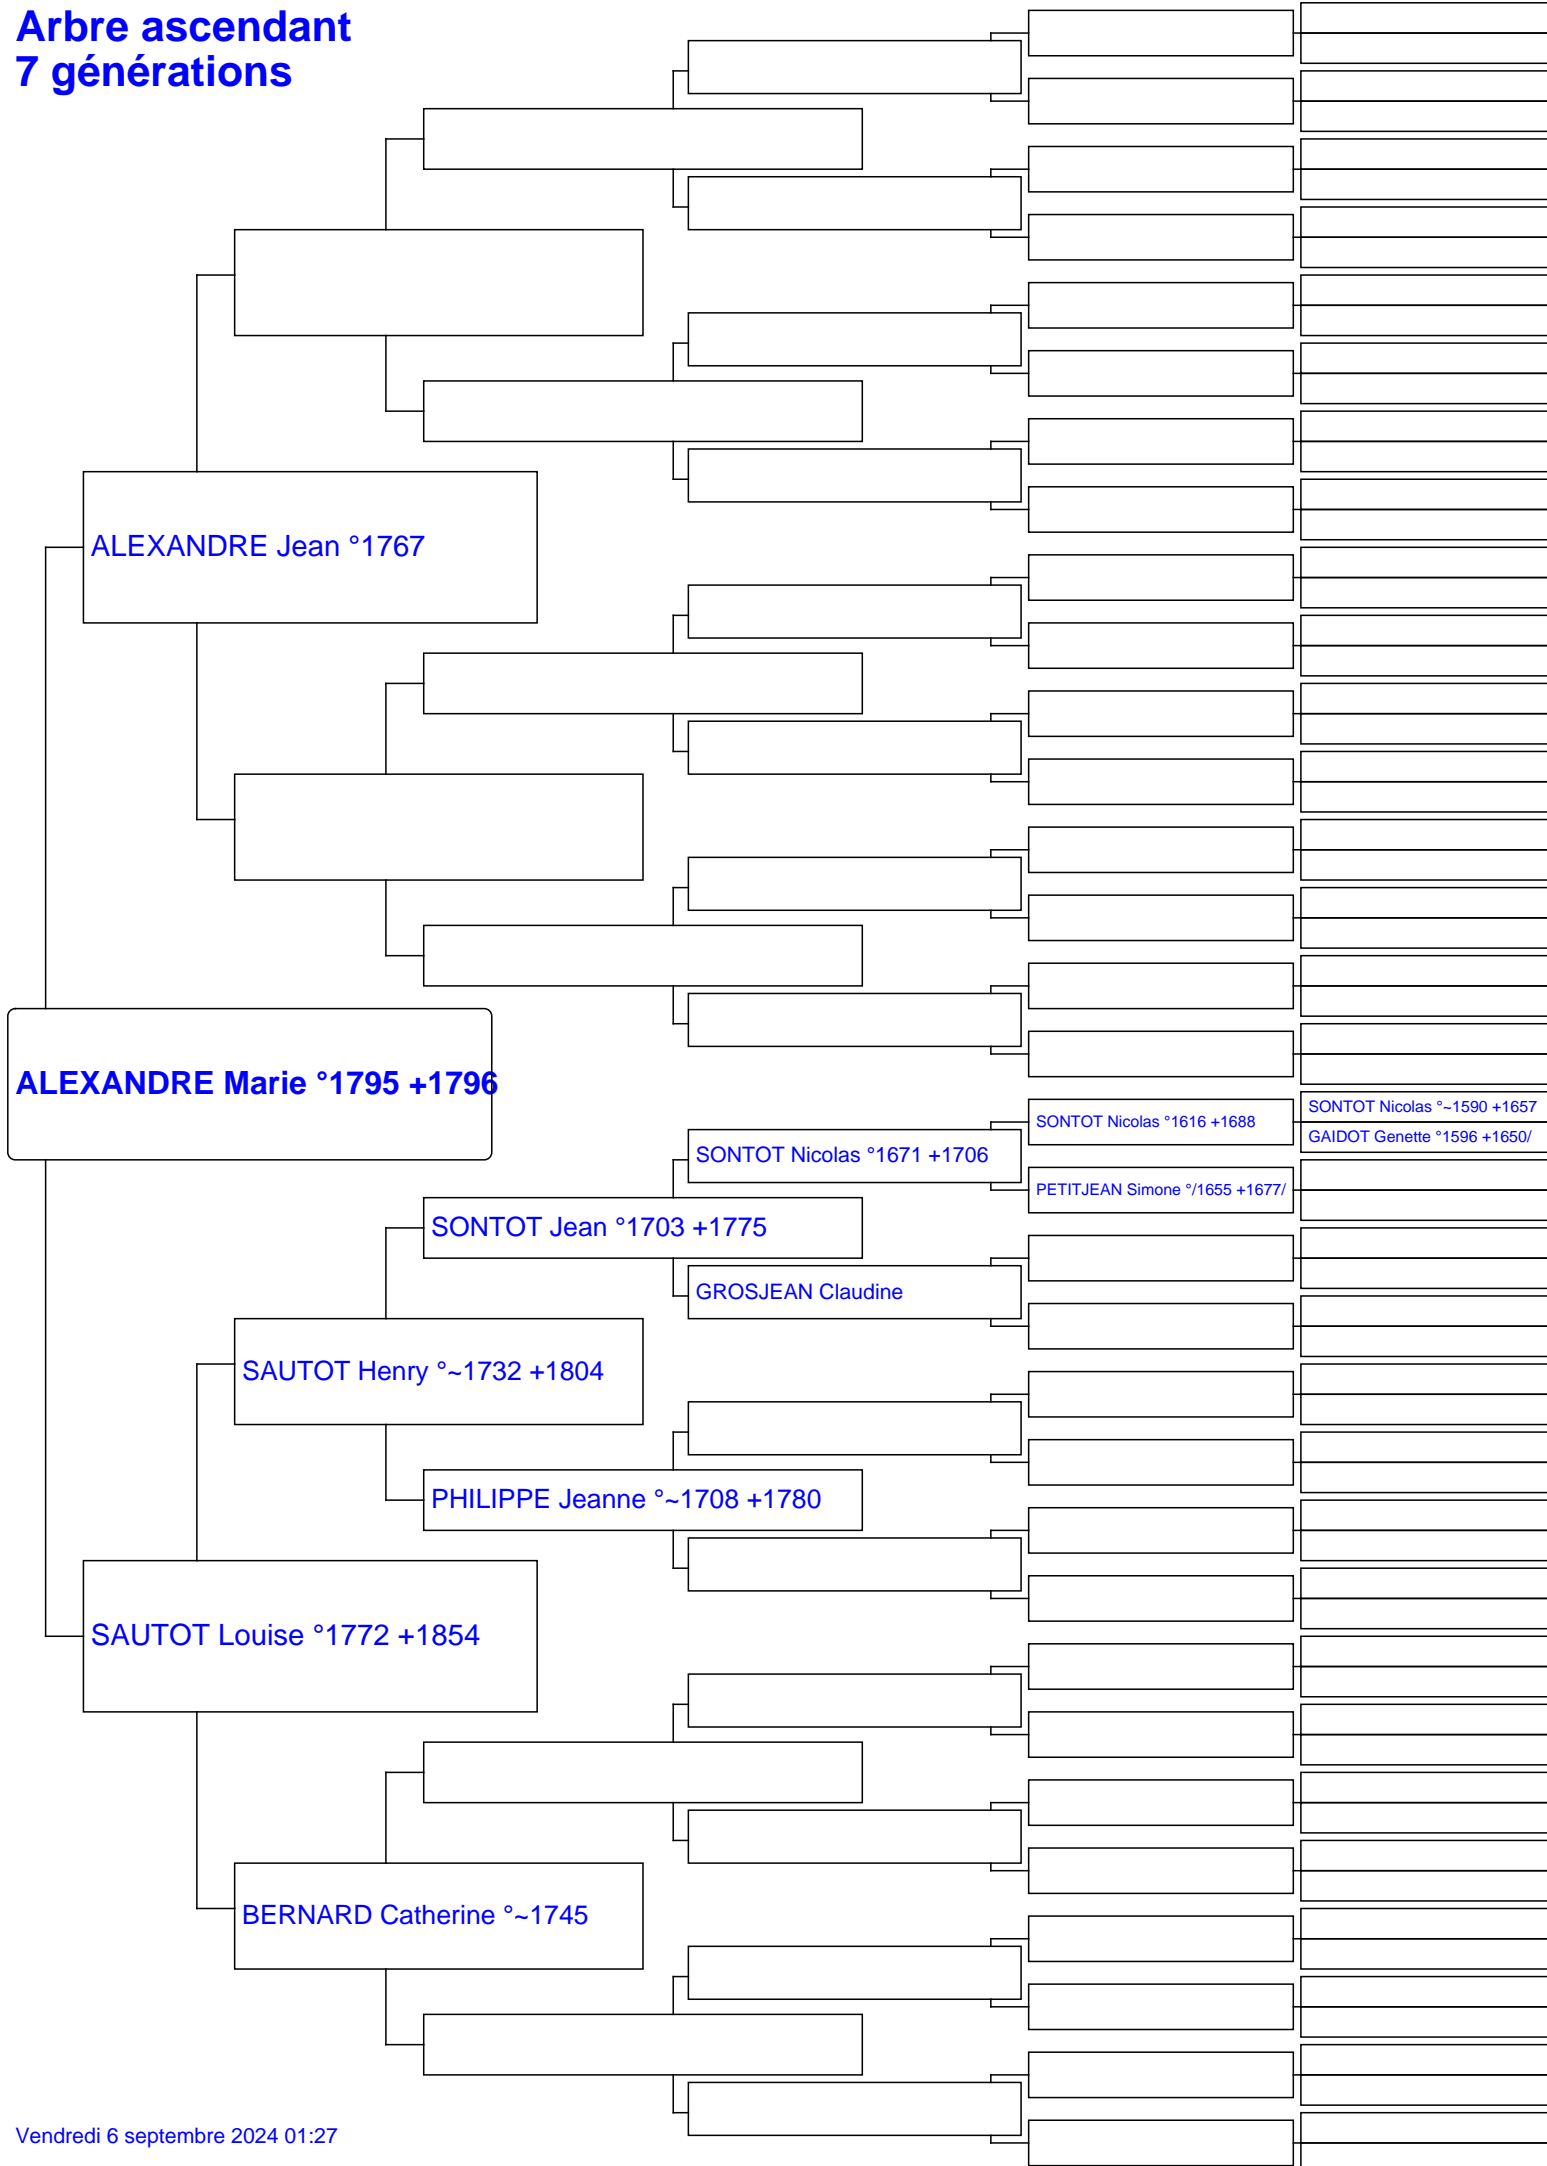 Arbre ascendant
7 générations
ALEXANDRE Jean °1767
ALEXANDRE Marie °1795 +1796
SONTOT Nicolas °~1590 +1657
SONTOT Nicolas °1616 +1688
GAIDOT Genette °1596 +1650/
SONTOT Nicolas °1671 +1706
PETITJEAN Simone °/1655 +1677/
SONTOT Jean °1703 +1775
GROSJEAN Claudine
SAUTOT Henry °~1732 +1804
PHILIPPE Jeanne °~1708 +1780
SAUTOT Louise °1772 +1854
BERNARD Catherine °~1745
Vendredi 6 septembre 2024 01:27